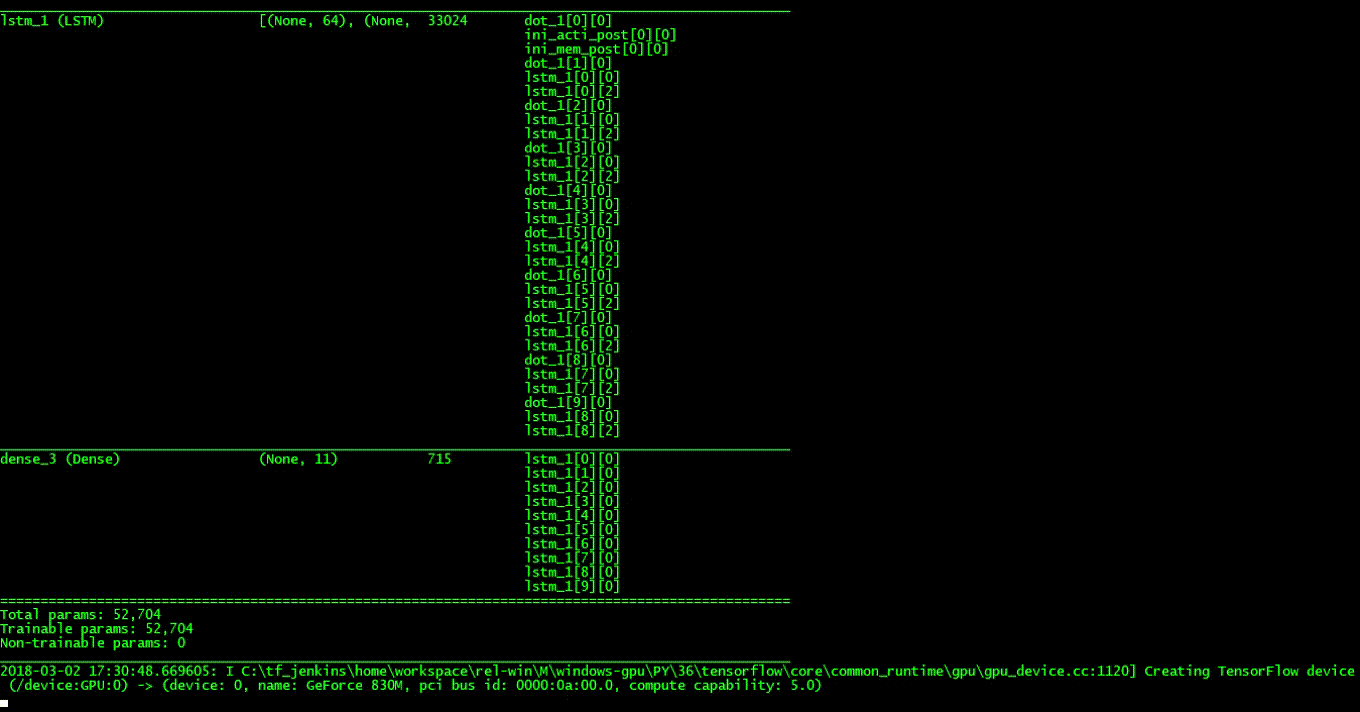 lstm_1 (LSTM) [(None, 64), (None, 33024 dot_1[0][0]
ini_acti_post[0][0]
ini_mem_post[0][0]
dot_1[1][0]
lstm_1[0][0]
lstm_1[0][2]
dot_1[2][0]
lstm_1[1][0]
lstm_1[1][2]
dot_1[3][0]
lstm_1[2][0]
lstm_1[2][2]
dot_1[4][0]
lstm_1[3][0]
lstm_1[3][2]
dot_1[5][0]
lstm_1[4][0]
lstm_1[4][2]
dot_1[6][0]
lstm_1[5][0]
lstm_1[5][2]
dot_1[7][0]
lstm_1[6][0]
lstm_1[6][2]
dot_1[8][0]
lstm_1[7][0]
lstm_1[7][2]
dot_1[9][0]
lstm_1[8][0]
lstm_1[8][2]
dense_3 (Dense) (None, 11) 715 lstm_1[0][0]
lstm_1[1][0]
lstm_1[2][0]
lstm_1[3][0]
lstm_1[4][0]
lstm_1[5][0]
lstm_1[6][0]
lstm_1[7][0]
lstm_1[8][0]
lstm_1[9][0]
Total params: 52,704
Trainable params: 52,704
Non-trainable params: 0
2018-03-02 17:30:48.669605: I C:\tf_jenkins\home\workspace\rel-win\M\windows-gpu\PY\36\tensorflow\core\common_runtime\gpu\gpu_device.cc:1120] Creating TensorFlow device
(/device:GPU:0) -> (device: 0, name: GeForce 830M, pci bus id: 0000:0a:00.0, compute capability: 5.0)